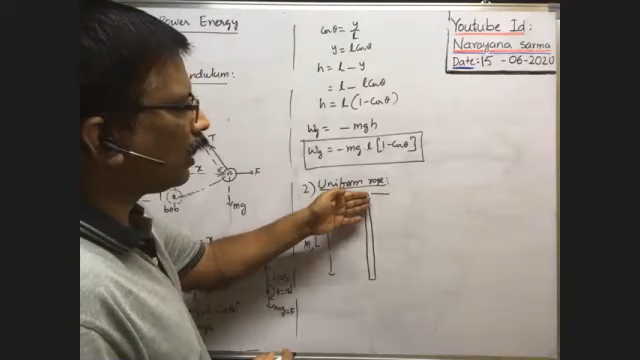 Power Energy
ndulum:
T
x
F
mg
bob
x
cosθ = y/l
y = l cosθ
h = l - y
= l - l cosθ
h = l (1 - cosθ)
Wg = - mgh
Wg = - mg . l [1 - cosθ]
2) Uniform rope:
M,
Youtube Id:
Narayana sarma
Date: 15 - 06 - 2020